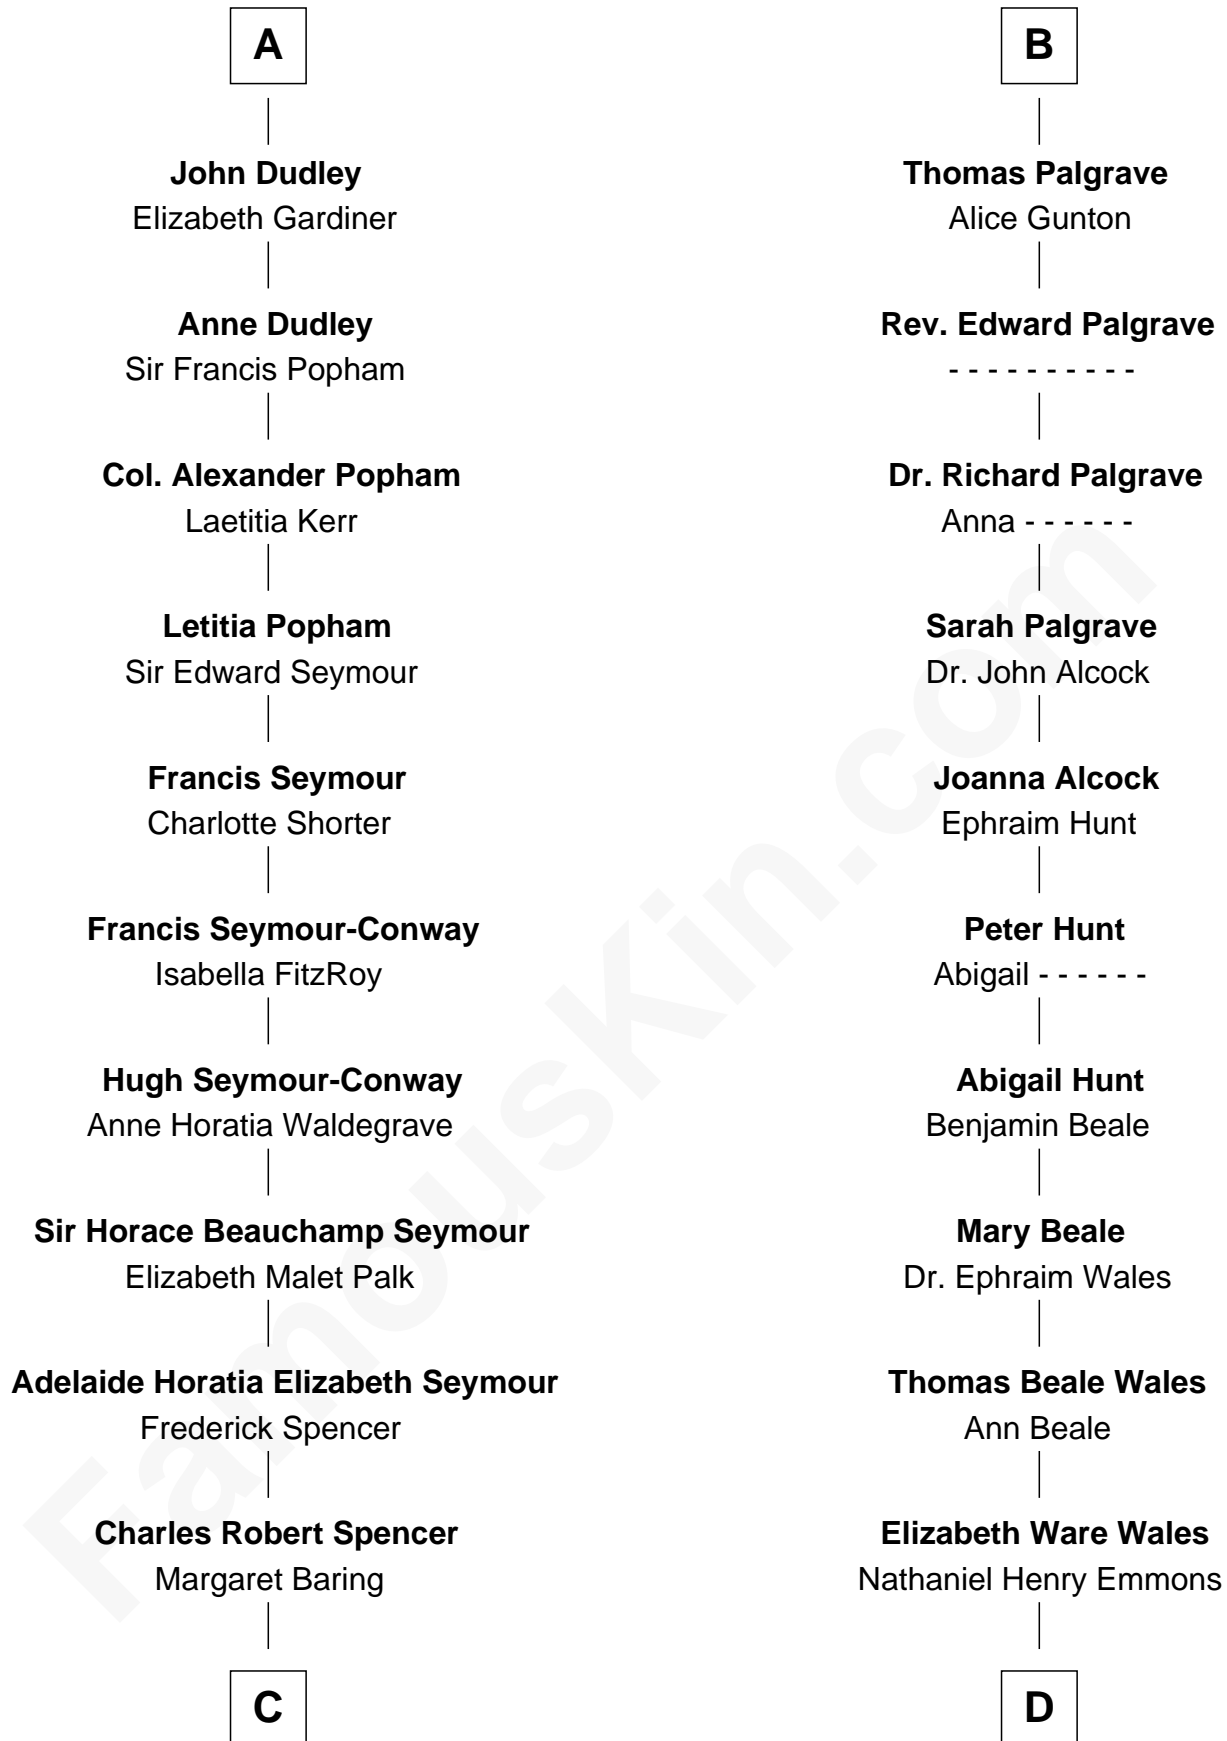 A
John Dudley
Elizabeth Gardiner
Anne Dudley
Sir Francis Popham
Col. Alexander Popham
Laetitia Kerr
Letitia Popham
Sir Edward Seymour
Francis Seymour
Charlotte Shorter
Francis Seymour-Conway
Isabella FitzRoy
Hugh Seymour-Conway
Anne Horatia Waldegrave
Sir Horace Beauchamp Seymour
Elizabeth Malet Palk
Adelaide Horatia Elizabeth Seymour
Frederick Spencer
Charles Robert Spencer
Margaret Baring
C
B
Thomas Palgrave
Alice Gunton
Rev. Edward Palgrave
- - - - - - - - - -
Dr. Richard Palgrave
Anna - - - - - -
Sarah Palgrave
Dr. John Alcock
Joanna Alcock
Ephraim Hunt
Peter Hunt
Abigail - - - - - -
Abigail Hunt
Benjamin Beale
Mary Beale
Dr. Ephraim Wales
Thomas Beale Wales
Ann Beale
Elizabeth Ware Wales
Nathaniel Henry Emmons
D
FamousKin.com